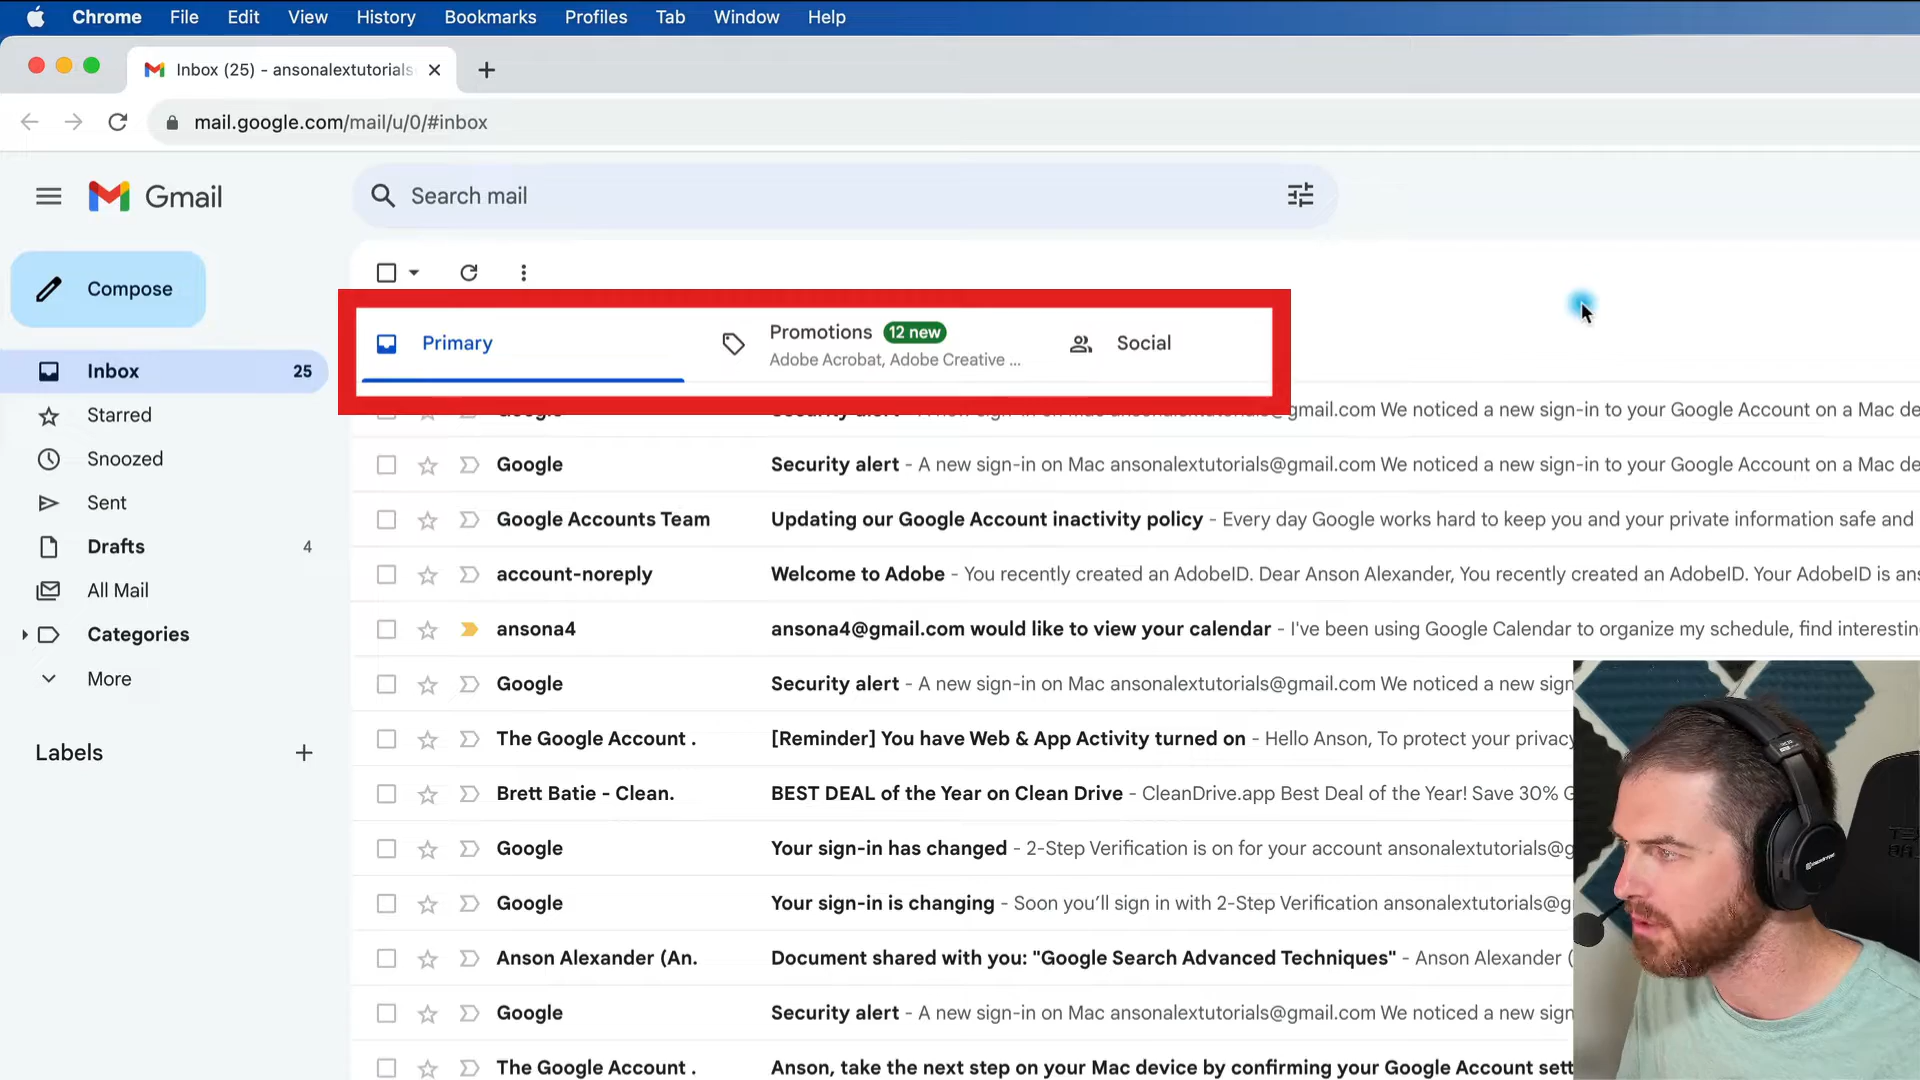 Chrome File Edit View History Bookmarks Profiles Tab Window Help
Inbox (25) - ansonalextutorials
mail.google.com/mail/u/0/#inbox
Gmail
Search mail
Compose
Primary
Promotions 12 new
Adobe Acrobat, Adobe Creative ...
Social
Inbox 25
Starred
Snoozed
Sent
Drafts 4
All Mail
Categories
More
Labels
Google Security alert - A new sign-in on Mac ansonalextutorials@gmail.com We noticed a new sign-in to your Google Account on a Mac de
Google Security alert - A new sign-in on Mac ansonalextutorials@gmail.com We noticed a new sign-in to your Google Account on a Mac de
Google Accounts Team Updating our Google Account inactivity policy - Every day Google works hard to keep you and your private information safe and
account-noreply Welcome to Adobe - You recently created an AdobeID. Dear Anson Alexander, You recently created an AdobeID. Your AdobeID is ans
ansona4 ansona4@gmail.com would like to view your calendar - I've been using Google Calendar to organize my schedule, find interestin
Google Security alert - A new sign-in on Mac ansonalextutorials@gmail.com We noticed a new sign
The Google Account . [Reminder] You have Web & App Activity turned on - Hello Anson, To protect your privacy
Brett Batie - Clean. BEST DEAL of the Year on Clean Drive - CleanDrive.app Best Deal of the Year! Save 30% O
Google Your sign-in has changed - 2-Step Verification is on for your account ansonalextutorials@g
Google Your sign-in is changing - Soon you’ll sign in with 2-Step Verification ansonalextutorials@g
Anson Alexander (An. Document shared with you: "Google Search Advanced Techniques" - Anson Alexander (
Google Security alert - A new sign-in on Mac ansonalextutorials@gmail.com We noticed a new sign
The Google Account . Anson, take the next step on your Mac device by confirming your Google Account sett